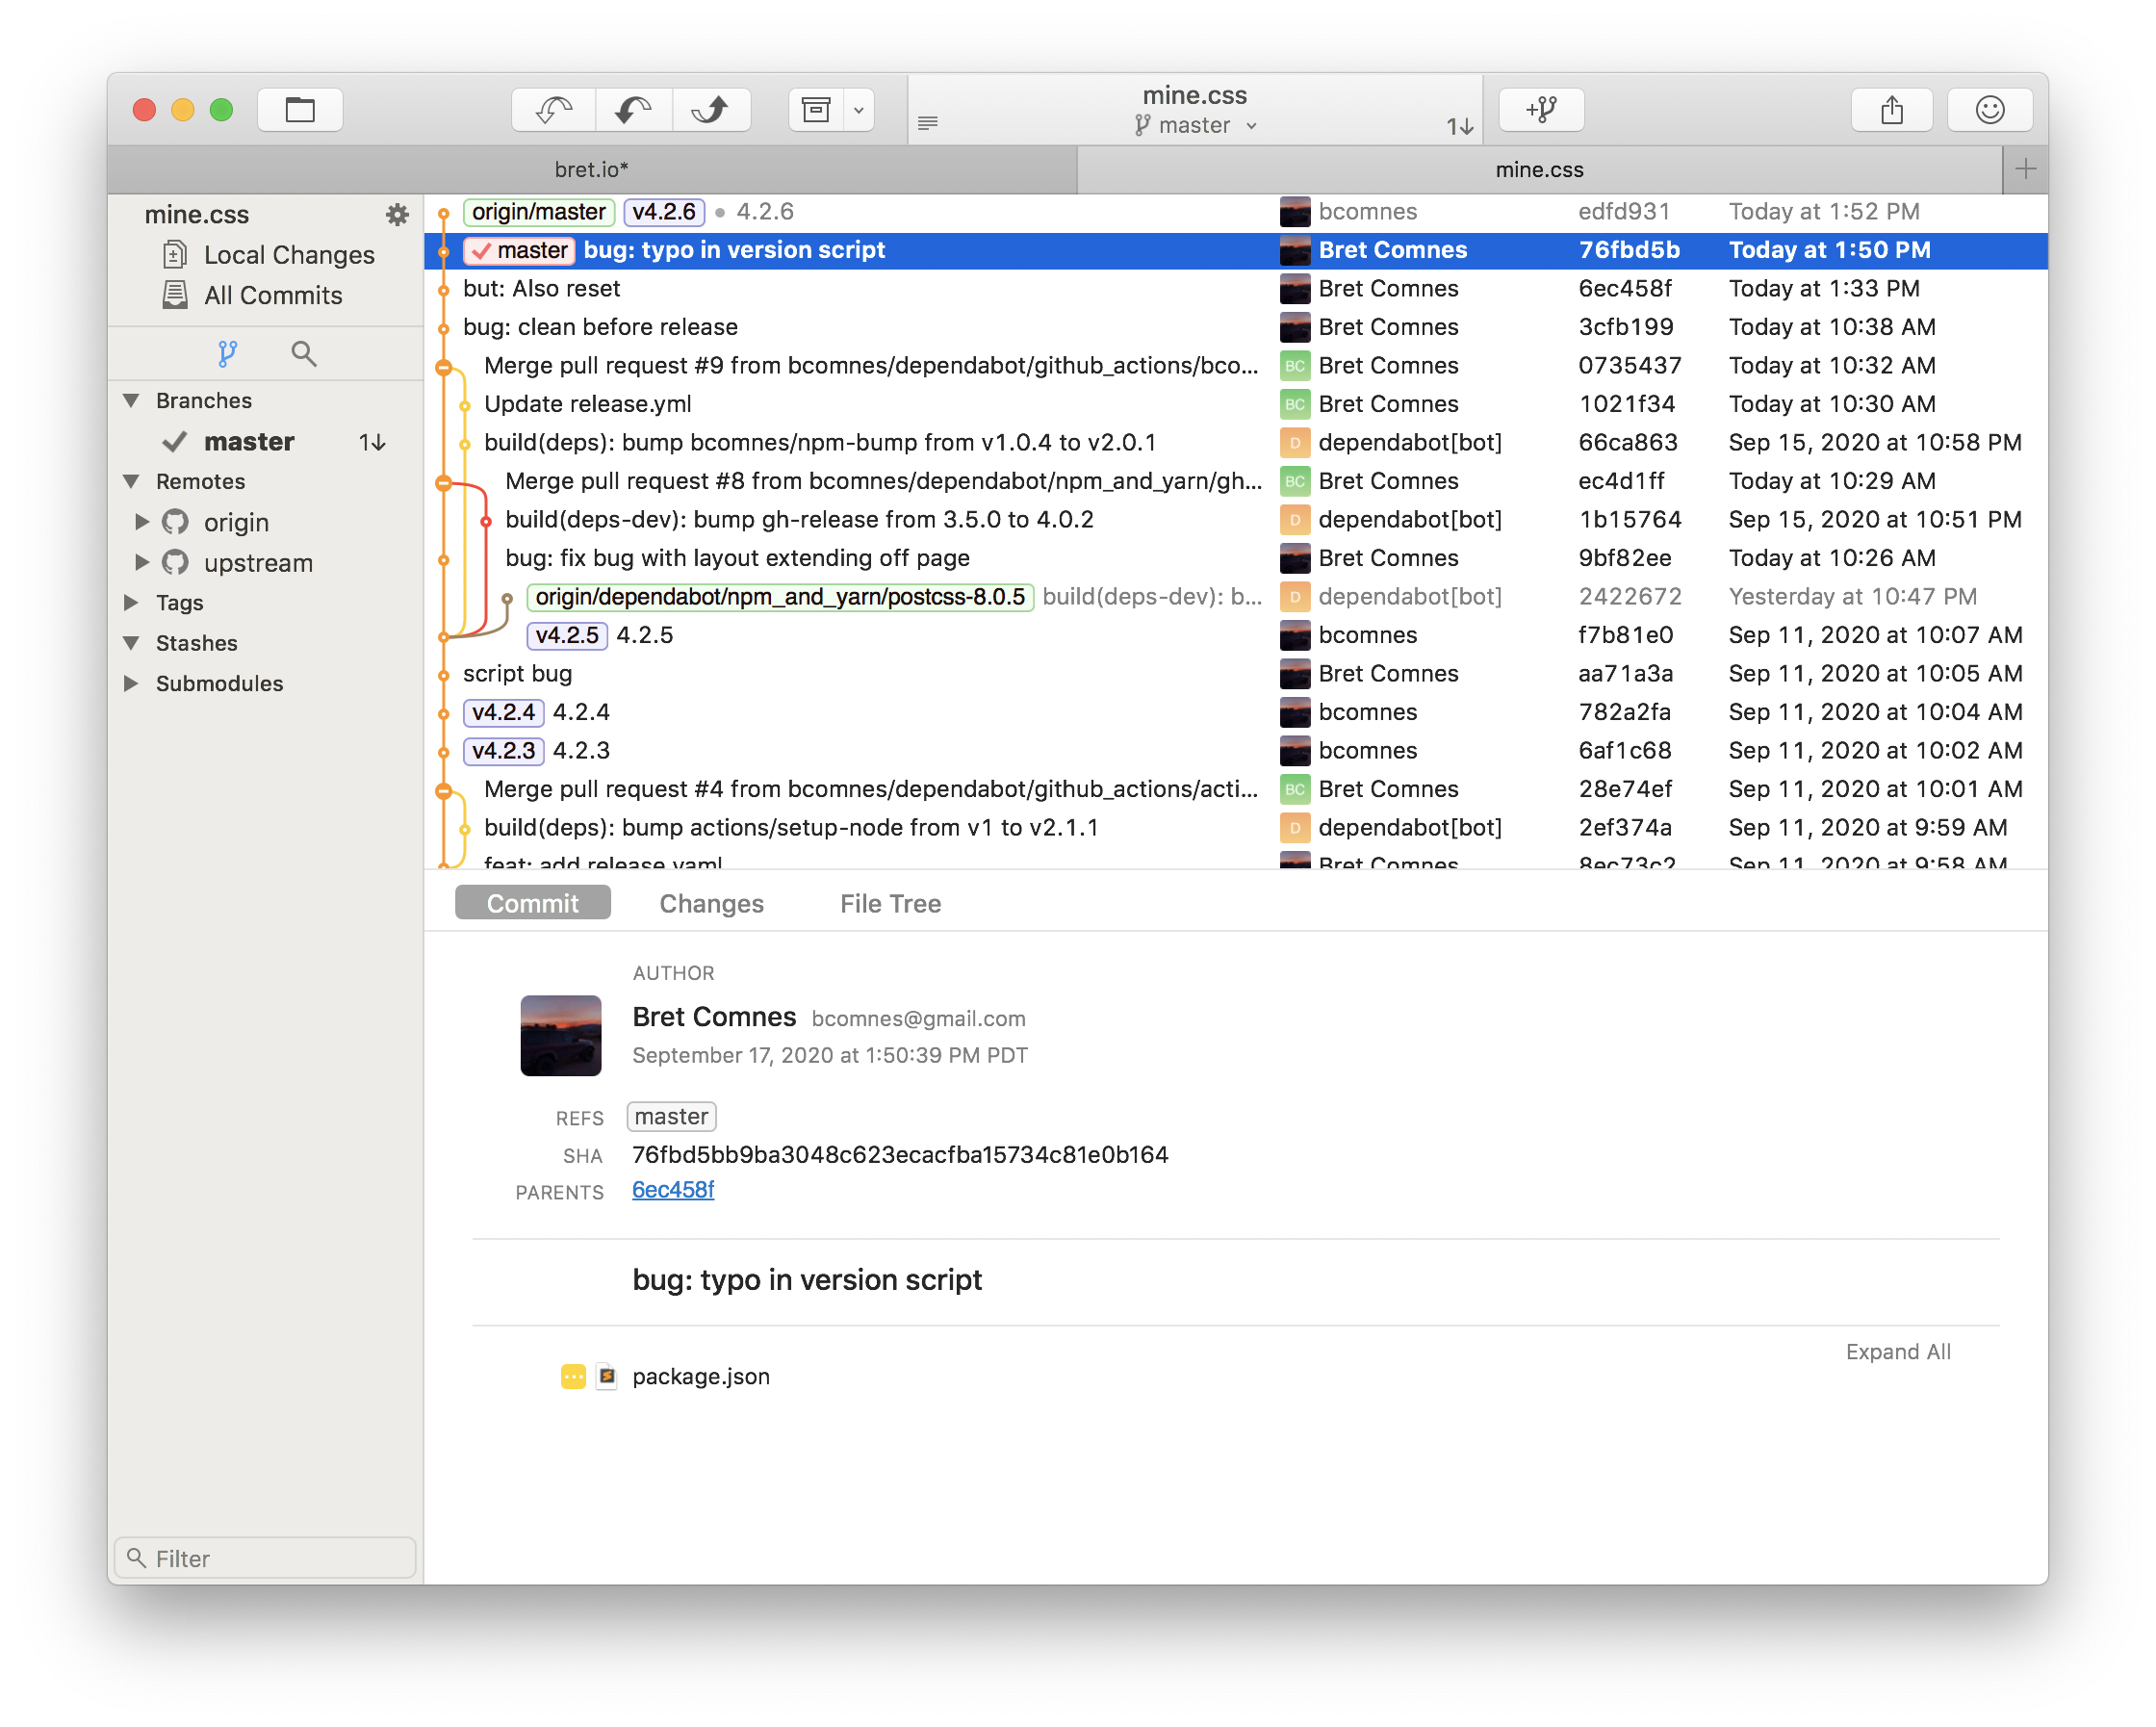 mine.css
master
1↓
bret.io*
mine.css
mine.css
Local Changes
All Commits
Branches
master 1↓
Remotes
origin
upstream
Tags
Stashes
Submodules
Filter
origin/master v4.2.6 4.2.6 bcomnes edfd931 Today at 1:52 PM
master bug: typo in version script Bret Comnes 76fbd5b Today at 1:50 PM
but: Also reset Bret Comnes 6ec458f Today at 1:33 PM
bug: clean before release Bret Comnes 3cfb199 Today at 10:38 AM
Merge pull request #9 from bcomnes/dependabot/github_actions/bco... BC Bret Comnes 0735437 Today at 10:32 AM
Update release.yml BC Bret Comnes 1021f34 Today at 10:30 AM
build(deps): bump bcomnes/npm-bump from v1.0.4 to v2.0.1 D dependabot[bot] 66ca863 Sep 15, 2020 at 10:58 PM
Merge pull request #8 from bcomnes/dependabot/npm_and_yarn/gh... BC Bret Comnes ec4d1ff Today at 10:29 AM
build(deps-dev): bump gh-release from 3.5.0 to 4.0.2 D dependabot[bot] 1b15764 Sep 15, 2020 at 10:51 PM
bug: fix bug with layout extending off page Bret Comnes 9bf82ee Today at 10:26 AM
origin/dependabot/npm_and_yarn/postcss-8.0.5 build(deps-dev): b... D dependabot[bot] 2422672 Yesterday at 10:47 PM
v4.2.5 4.2.5 bcomnes f7b81e0 Sep 11, 2020 at 10:07 AM
script bug Bret Comnes aa71a3a Sep 11, 2020 at 10:05 AM
v4.2.4 4.2.4 bcomnes 782a2fa Sep 11, 2020 at 10:04 AM
v4.2.3 4.2.3 bcomnes 6af1c68 Sep 11, 2020 at 10:02 AM
Merge pull request #4 from bcomnes/dependabot/github_actions/acti... BC Bret Comnes 28e74ef Sep 11, 2020 at 10:01 AM
build(deps): bump actions/setup-node from v1 to v2.1.1 D dependabot[bot] 2ef374a Sep 11, 2020 at 9:59 AM
feat: add release yaml Bret Comnes 8ec73c2 Sep 11, 2020 at 9:58 AM
Commit Changes File Tree
AUTHOR
Bret Comnes bcomnes@gmail.com
September 17, 2020 at 1:50:39 PM PDT
REFS master
SHA 76fbd5bb9ba3048c623ecacfba15734c81e0b164
PARENTS 6ec458f
bug: typo in version script
Expand All
package.json